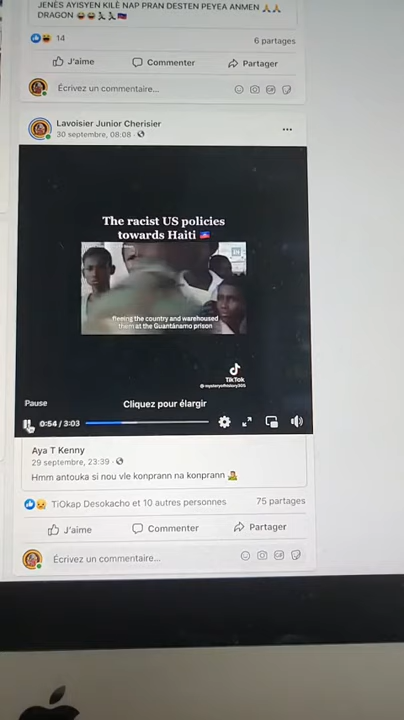 JENÈS AYISYEN KILÈ NAP PRAN DESTEN PEYEA ANMEN
DRAGON
14
6 partages
J'aime
Commenter
Partager
Écrivez un commentaire...
Lavoisier Junior Cherisier
30 septembre, 08:08
The racist US policies
towards Haiti
fleeing the country and warehoused
them at the Guantánamo prison
TikTok
Pause
Cliquez pour élargir
0:54 / 3:03
Aya T Kenny
29 septembre, 23:39
Hmm antouka si nou vle konprann na konprann
TiOkap Desokacho et 10 autres personnes
75 partages
J'aime
Commenter
Partager
Écrivez un commentaire...